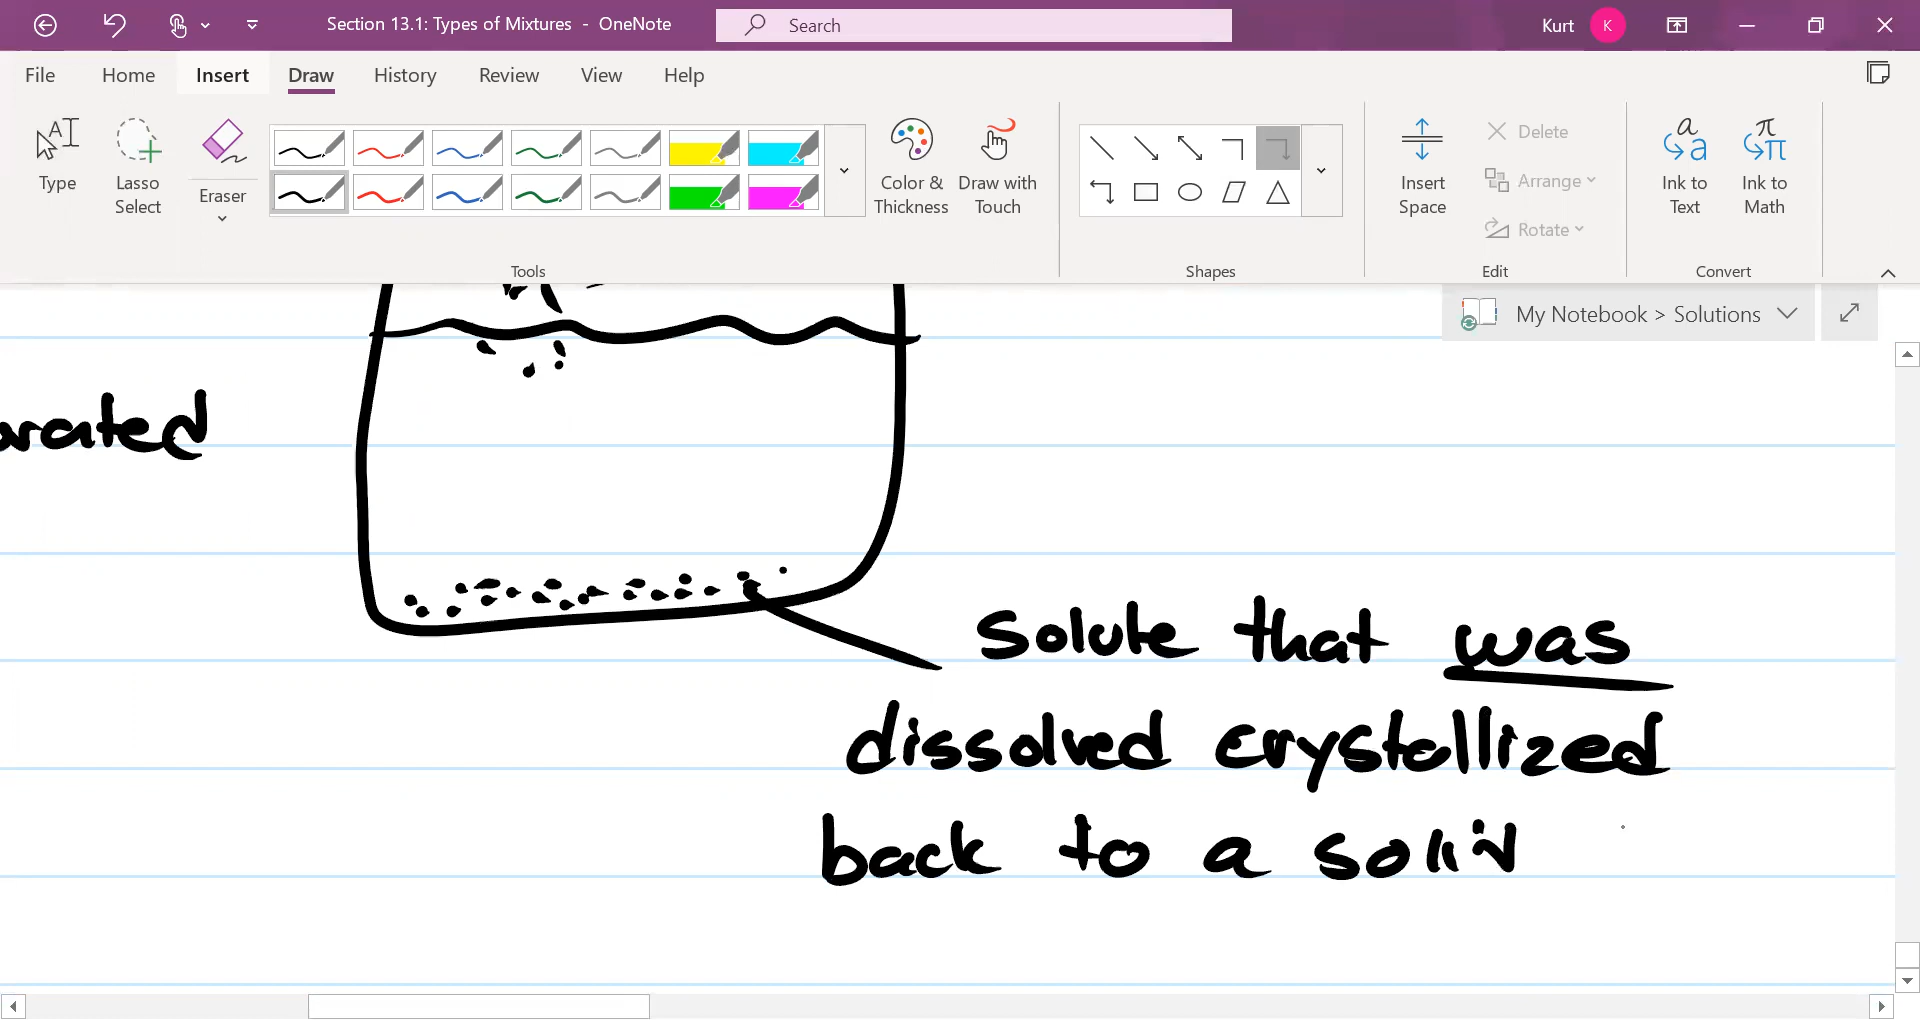 Section 13.1: Types of Mixtures - OneNote
Search
Kurt
K
File
Home
Insert
Draw
History
Review
View
Help
Type
Lasso
Select
Eraser
Color &
Thickness
Draw with
Touch
Insert
Space
Delete
Arrange
Rotate
Ink to
Text
Ink to
Math
Tools
Shapes
Edit
Convert
My Notebook > Solutions
arated
Solute that was
dissolved crystallized
back to a solid